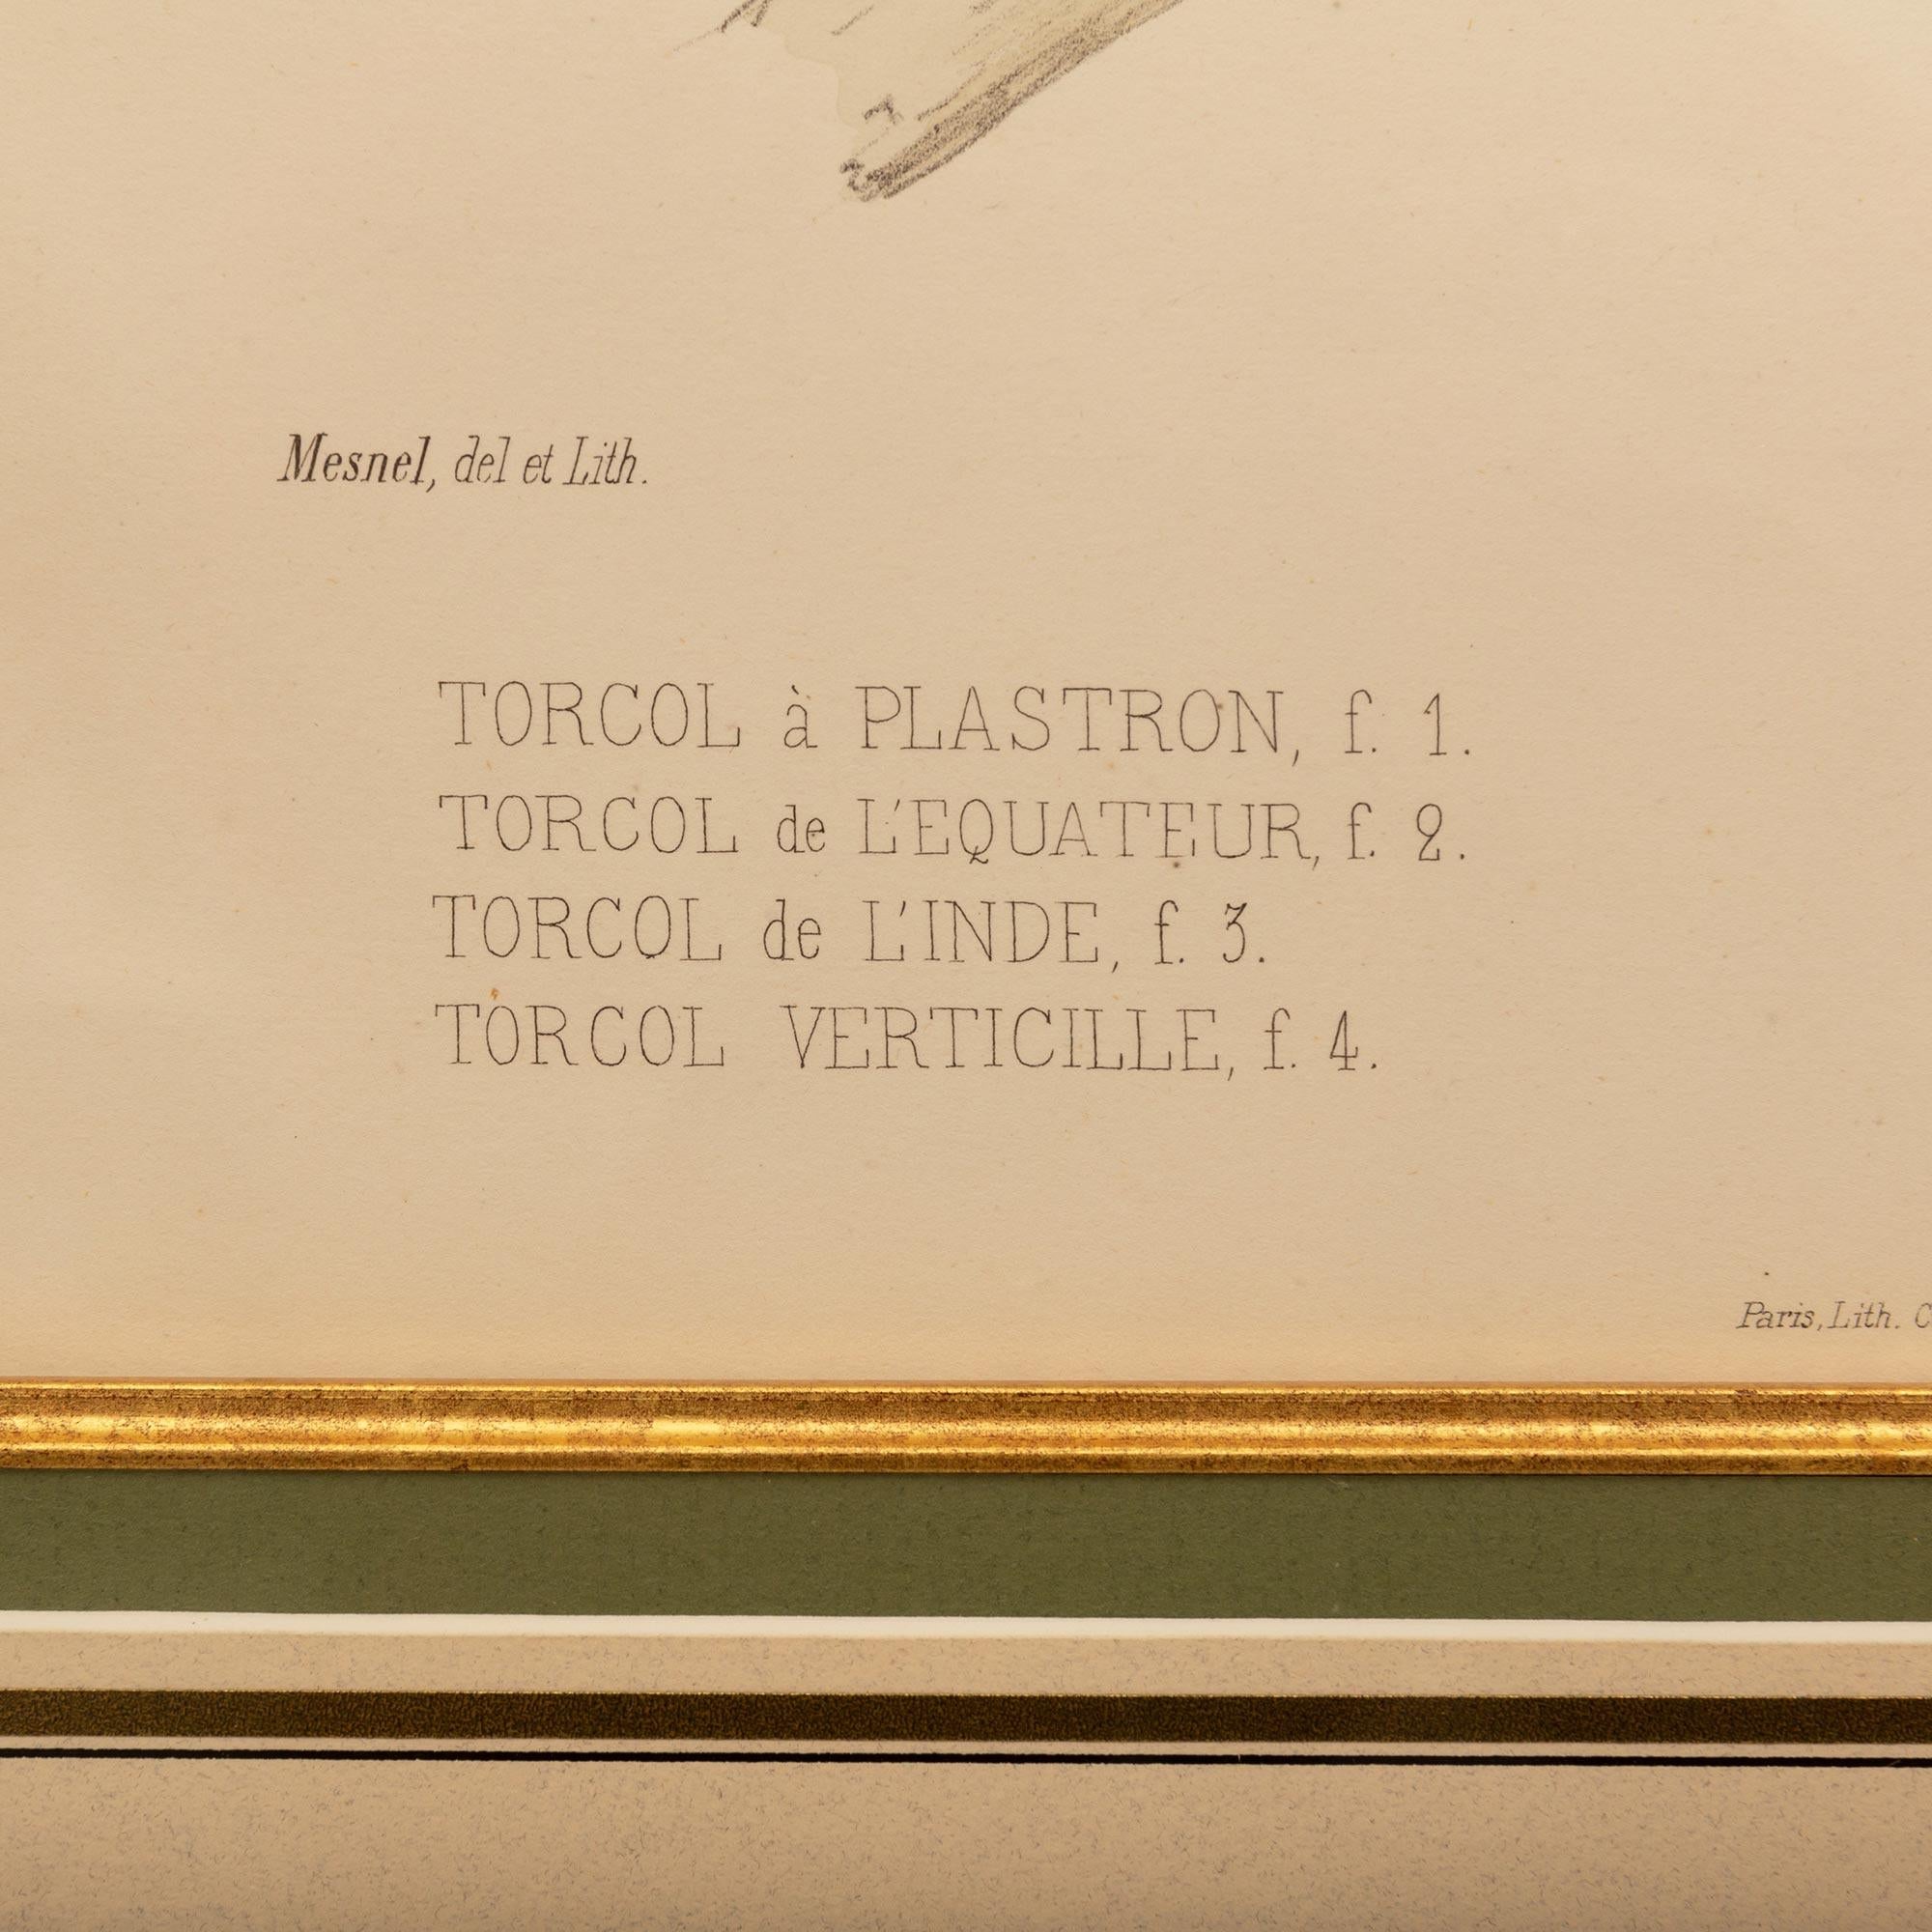 Mesnel, del et Lith.
TORCOL à PLASTRON, f. 1.
TORCOL de L'EQUATEUR, f. 2.
TORCOL de L'INDE, f. 3.
TORCOL VERTICILLE, f. 4.
Paris, Lith.